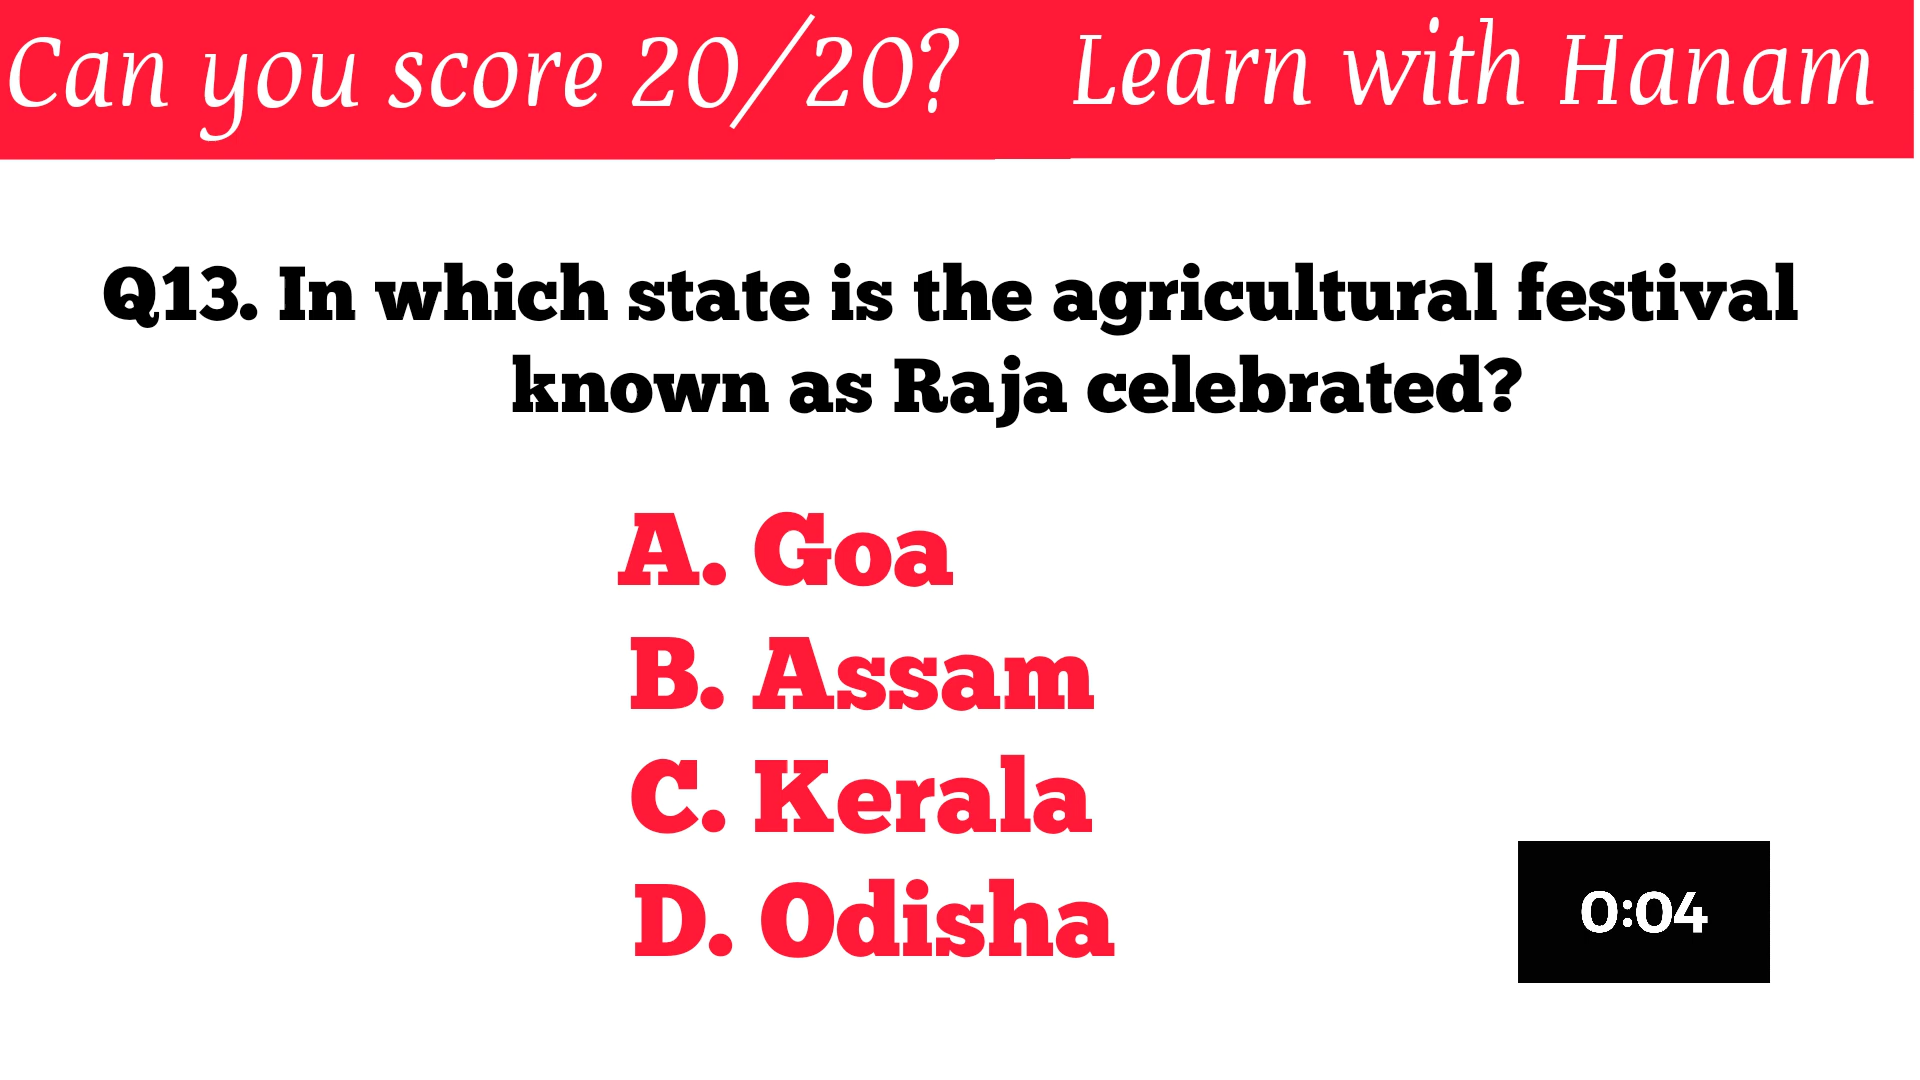 Can you score 20/20? Learn with Hanam
Q13. In which state is the agricultural festival
known as Raja celebrated?
A. Goa
B. Assam
C. Kerala
D. Odisha
0:04